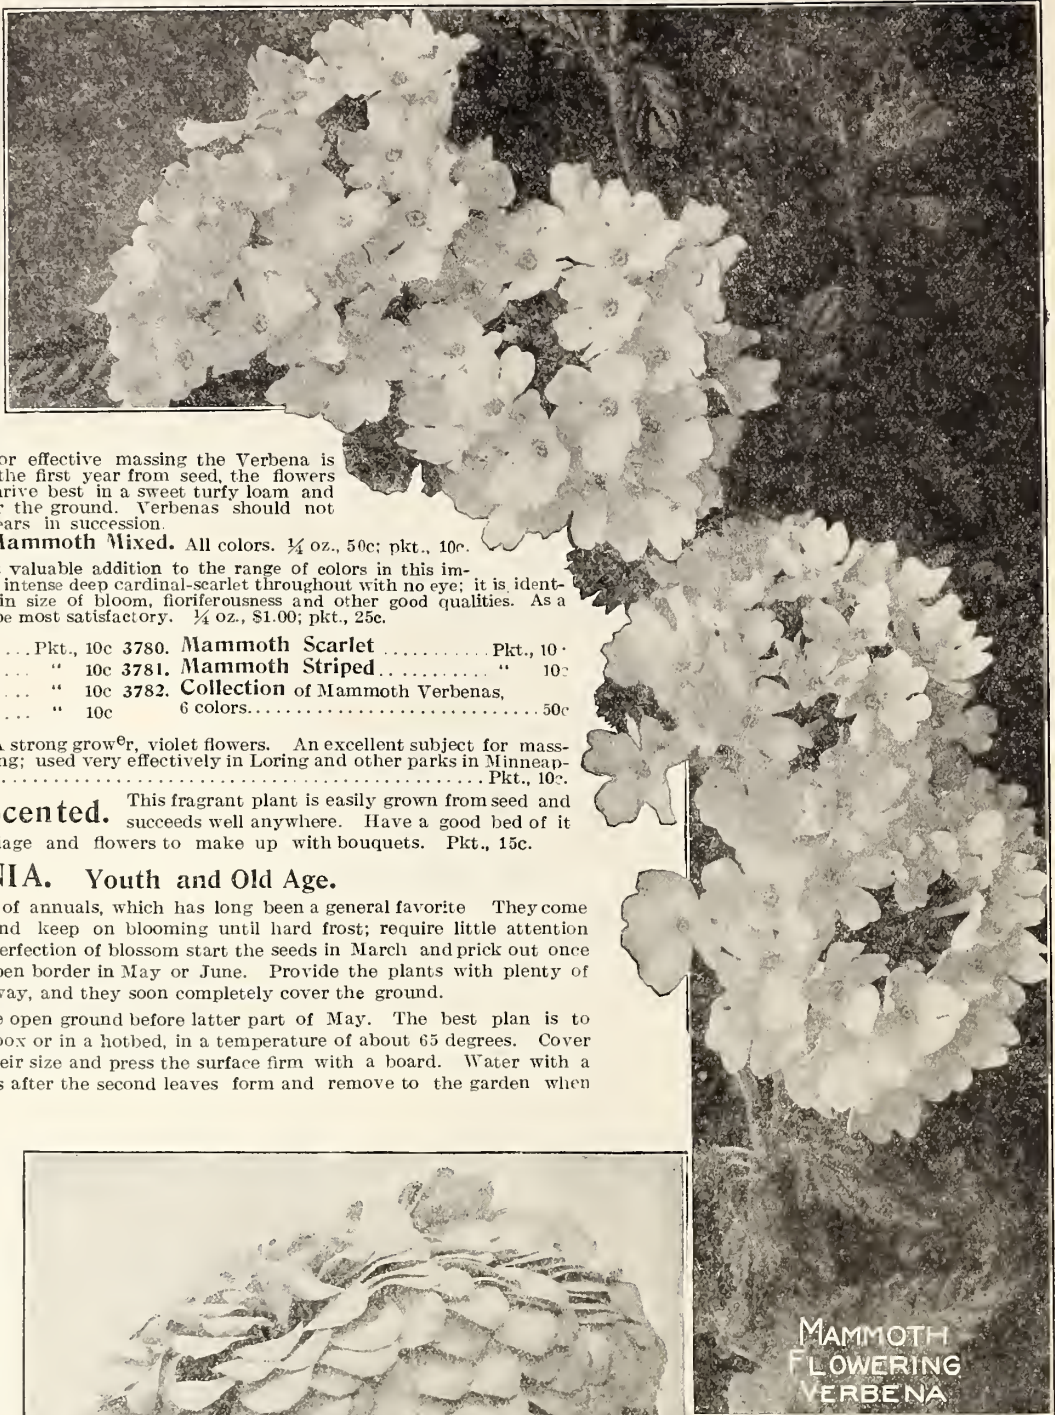 or effective massing the Verbena is
the first year from seed, the flowers
rive best in a sweet turfy loam and
the ground. Verbenas should not
ars in succession.
Mammoth Mixed. All colors. ¼ oz., 50c; pkt., 10c.
valuable addition to the range of colors in this im-
intense deep cardinal-scarlet throughout with no eye; it is ident-
in size of bloom, floriferousness and other good qualities. As a
be most satisfactory. ¼ oz., $1.00; pkt., 25c.
...Pkt., 10c 3780. Mammoth Scarlet ........... Pkt., 10
.... " 10c 3781. Mammoth Striped........... " 10
.... " 10c 3782. Collection of Mammoth Verbenas,
.... " 10c 6 colors..............................50c
strong grower, violet flowers. An excellent subject for mass-
ng; used very effectively in Loring and other parks in Minneap-
.................................................Pkt., 10c.
cented. This fragrant plant is easily grown from seed and
succeeds well anywhere. Have a good bed of it
age and flowers to make up with bouquets. Pkt., 15c.
NIA. Youth and Old Age.
of annuals, which has long been a general favorite They come
nd keep on blooming until hard frost; require little attention
erfection of blossom start the seeds in March and prick out once
pen border in May or June. Provide the plants with plenty of
way, and they soon completely cover the ground.
e open ground before latter part of May. The best plan is to
box or in a hotbed, in a temperature of about 65 degrees. Cover
eir size and press the surface firm with a board. Water with a
s after the second leaves form and remove to the garden when
MAMMOTH
FLOWERING
VERBENA